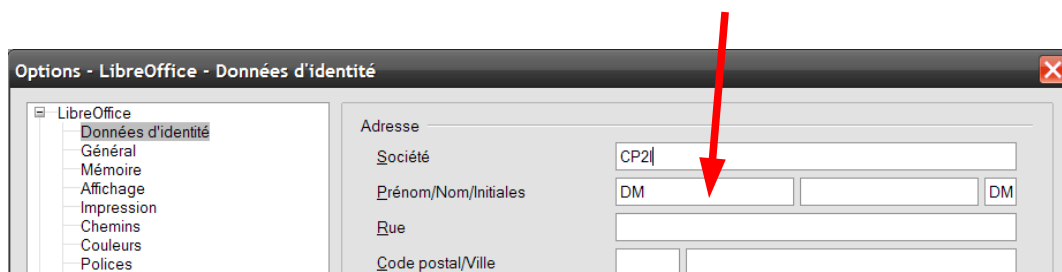 Options - LibreOffice - Données d'identité
LibreOffice
Données d'identité
Général
Mémoire
Affichage
Impression
Chemins
Couleurs
Polices
Adresse
Société CP2I
Prénom/Nom/Initiales DM DM
Rue
Code postal/Ville